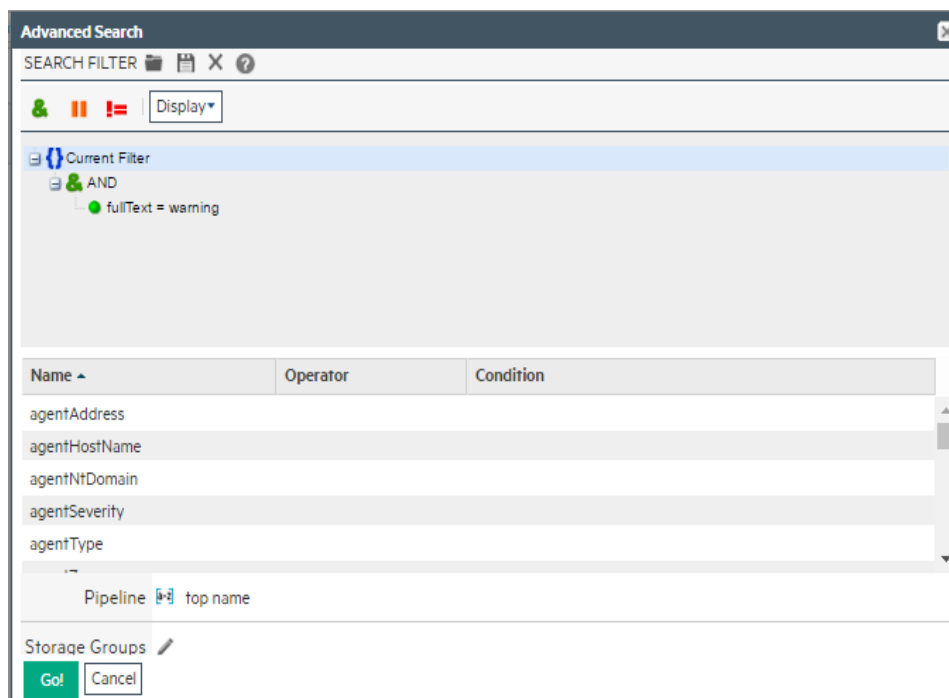 Advanced Search
SEARCH FILTER
Display
Current Filter
AND
fullText = warning
Name Operator Condition
agentAddress
agentHostName
agentNtDomain
agentSeverity
agentType
Pipeline top name
Storage Groups
Go! Cancel